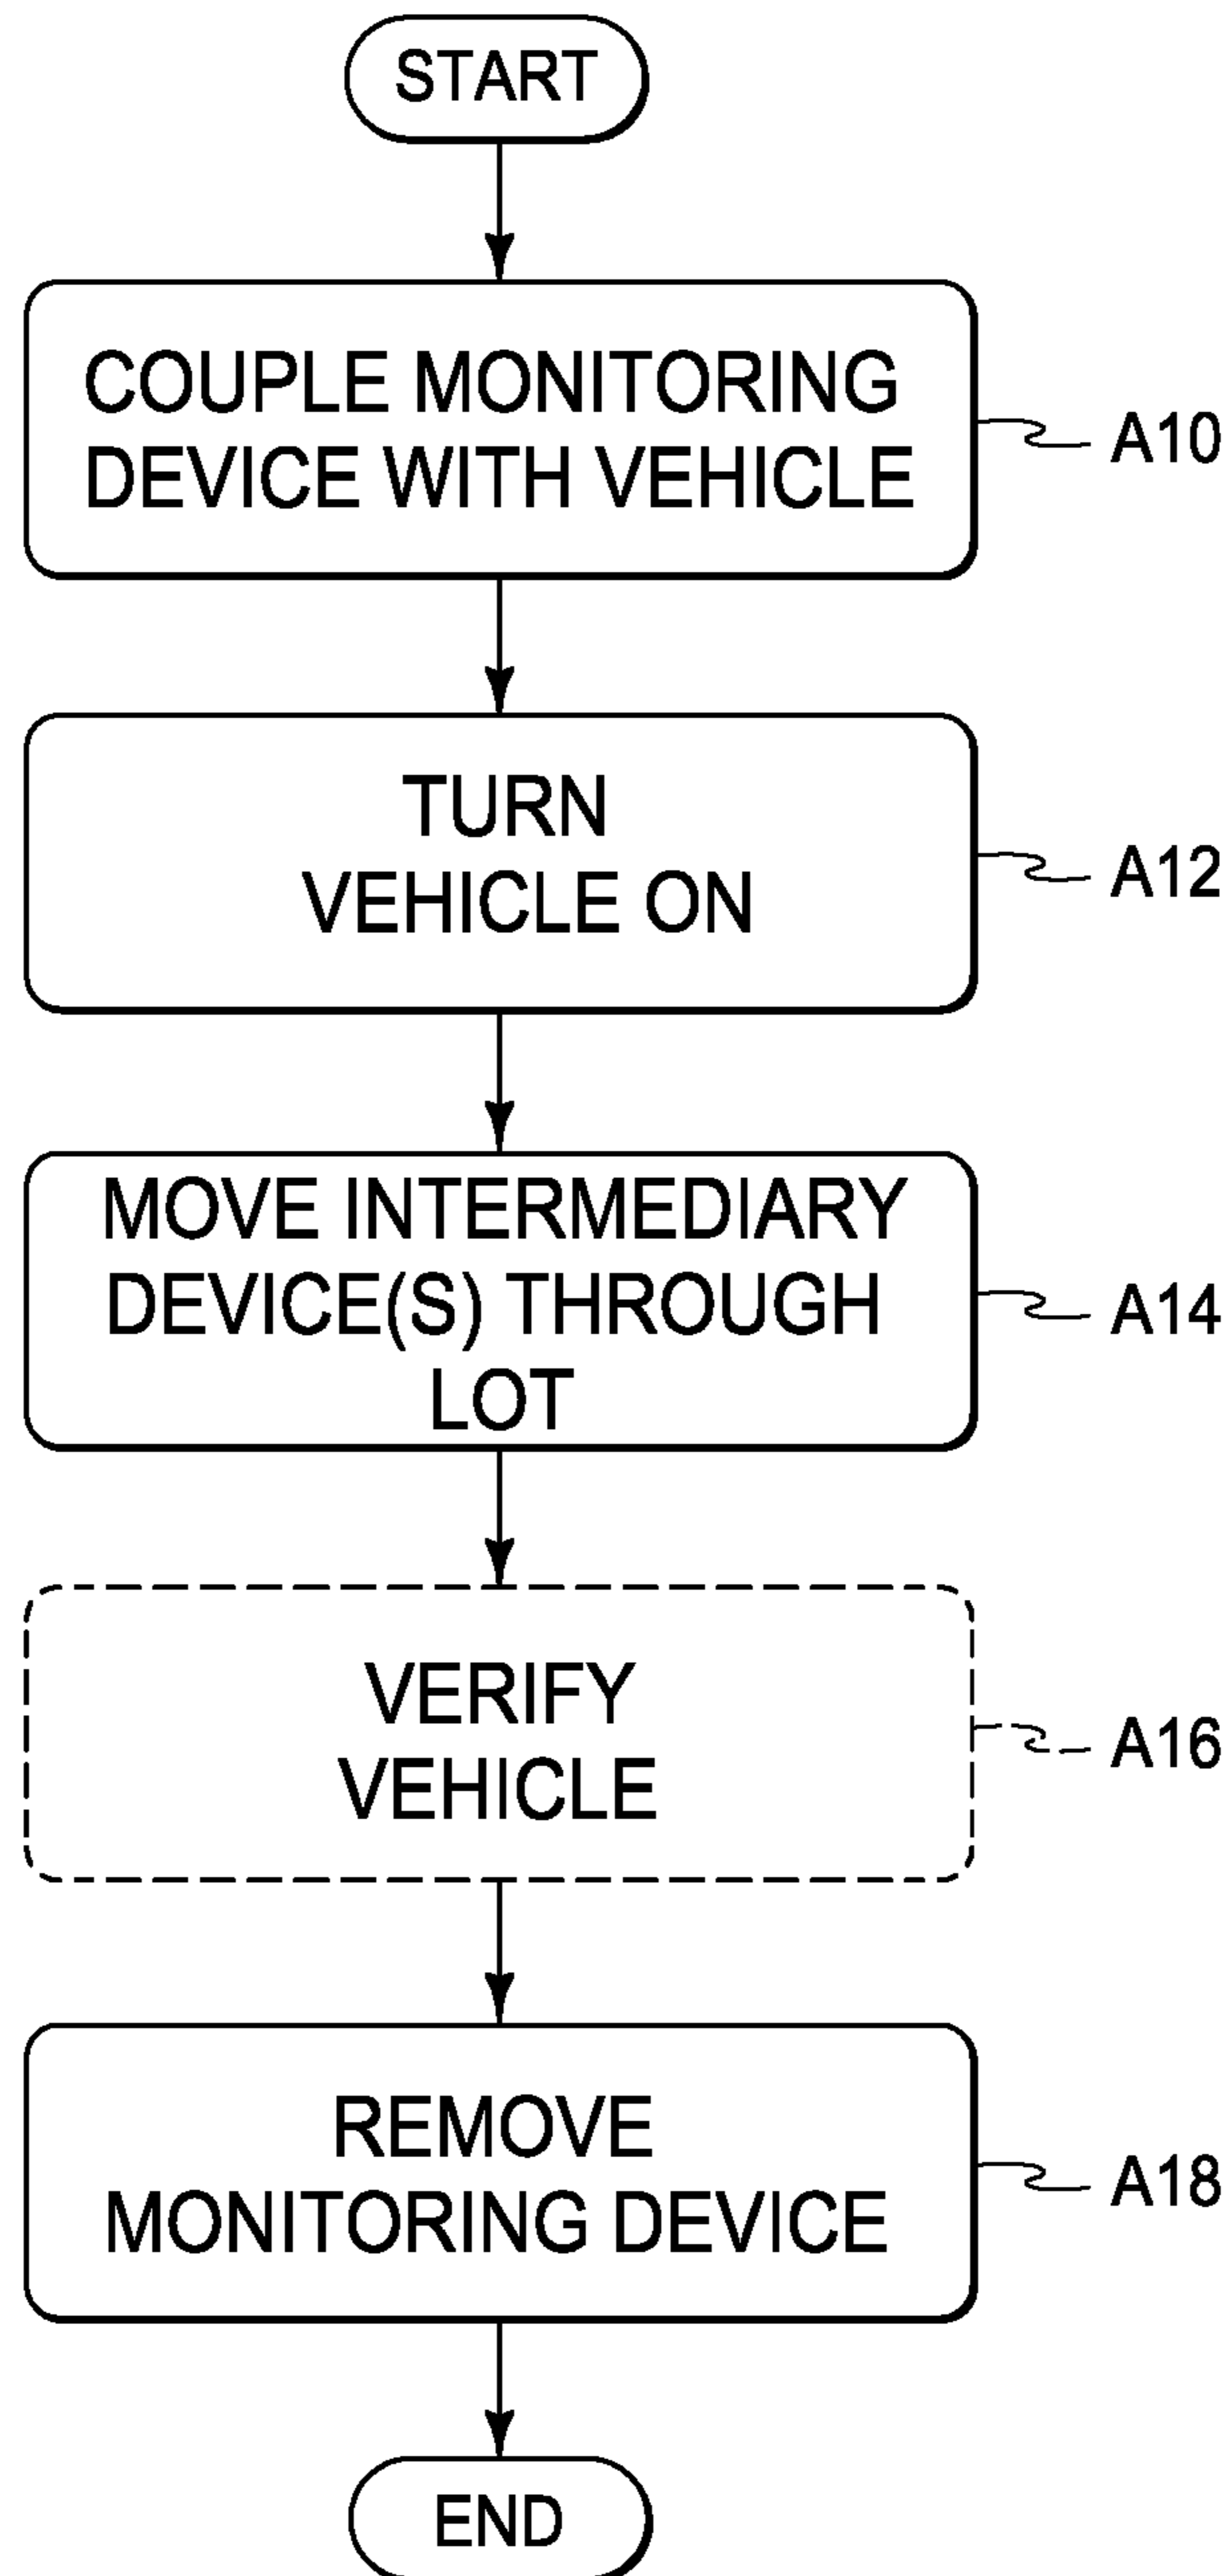 START
COUPLE MONITORING
DEVICE WITH VEHICLE
A10
TURN
VEHICLE ON
A12
MOVE INTERMEDIARY
DEVICE(S) THROUGH
LOT
A14
VERIFY
VEHICLE
A16
REMOVE
MONITORING DEVICE
A18
END